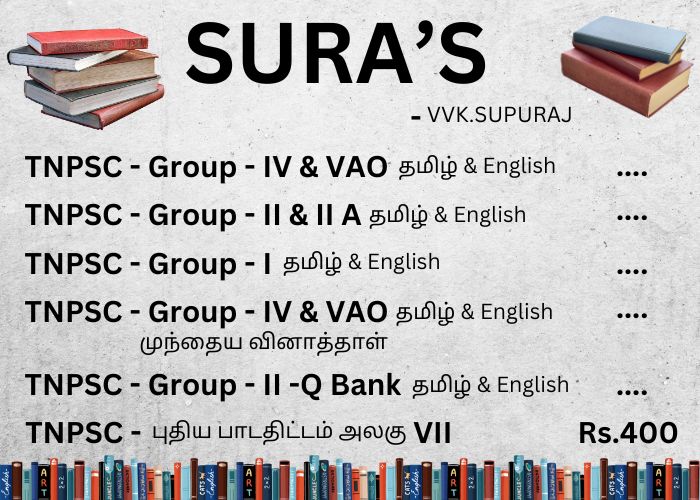 SURA’S
- VVK.SUPURAJ
TNPSC - Group - IV & VAO தமிழ் & English ....
TNPSC - Group - II & II A தமிழ் & English ....
TNPSC - Group - I தமிழ் & English ....
TNPSC - Group - IV & VAO தமிழ் & English ....
முந்தைய வினாத்தாள்
TNPSC - Group - II -Q Bank தமிழ் & English ....
TNPSC - புதிய பாடதிட்டம் அலகு VII Rs.400